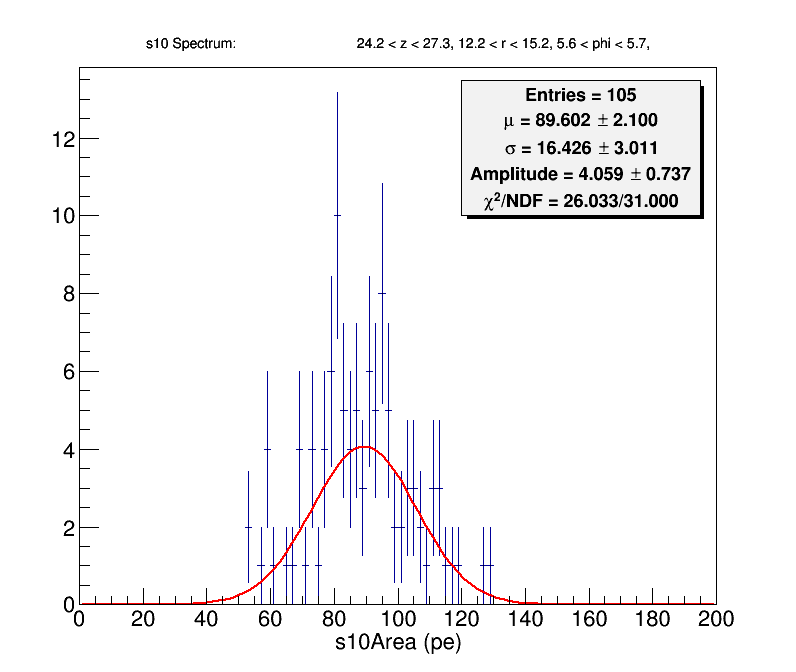 s10 Spectrum: 24.2 < z < 27.3, 12.2 < r < 15.2, 5.6 < phi < 5.7,
Entries = 105
μ = 89.602 ± 2.100
σ = 16.426 ± 3.011
Amplitude = 4.059 ± 0.737
χ²/NDF = 26.033/31.000
12
10
8
6
4
2
0
0 20 40 60 80 100 120 140 160 180 200
s10Area (pe)